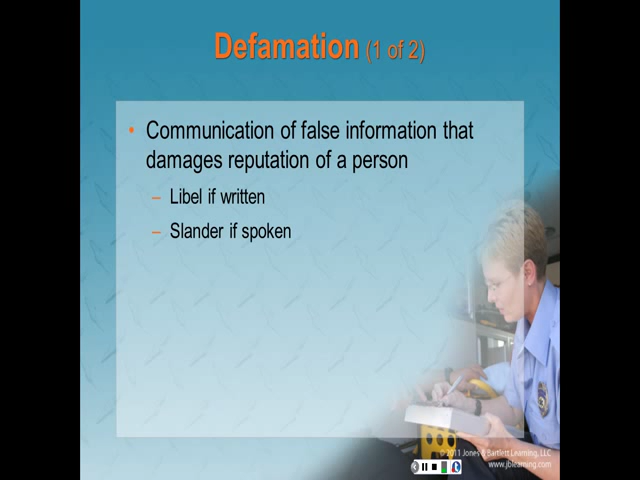 Defamation (1 of 2)
• Communication of false information that
damages reputation of a person
– Libel if written
– Slander if spoken
© 2011 Jones & Bartlett Learning, LLC
www.jblearning.com